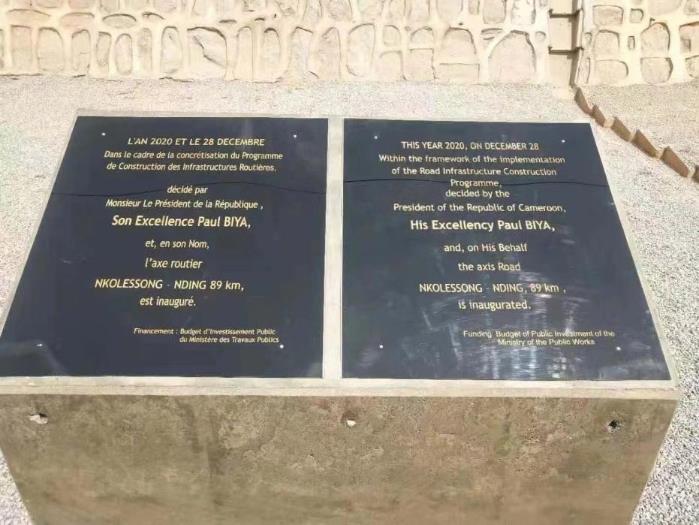 L'AN 2020 ET LE 28 DECEMBRE
Dans le cadre de la concrétisation du Programme
de Construction des Infrastructures Routières.
décidé par
Monsieur Le Président de la République ,
Son Excellence Paul BIYA,
et, en son Nom,
l'axe routier
NKOLESSONG - NDING 89 km,
est inauguré.
Financement : Budget d'Investissement Public
du Ministère des Travaux Publics
THIS YEAR 2020, ON DECEMBER 28
Within the framework of the implementation
of the Road Infrastructure Construction
Programme,
decided by the
President of the Republic of Cameroon,
His Excellency Paul BIYA,
and, on His Behalf
the axis Road
NKOLESSONG - NDING, 89 km ,
is inaugurated.
Funding: Budget of Public Investment of the
Ministry of the Public Works